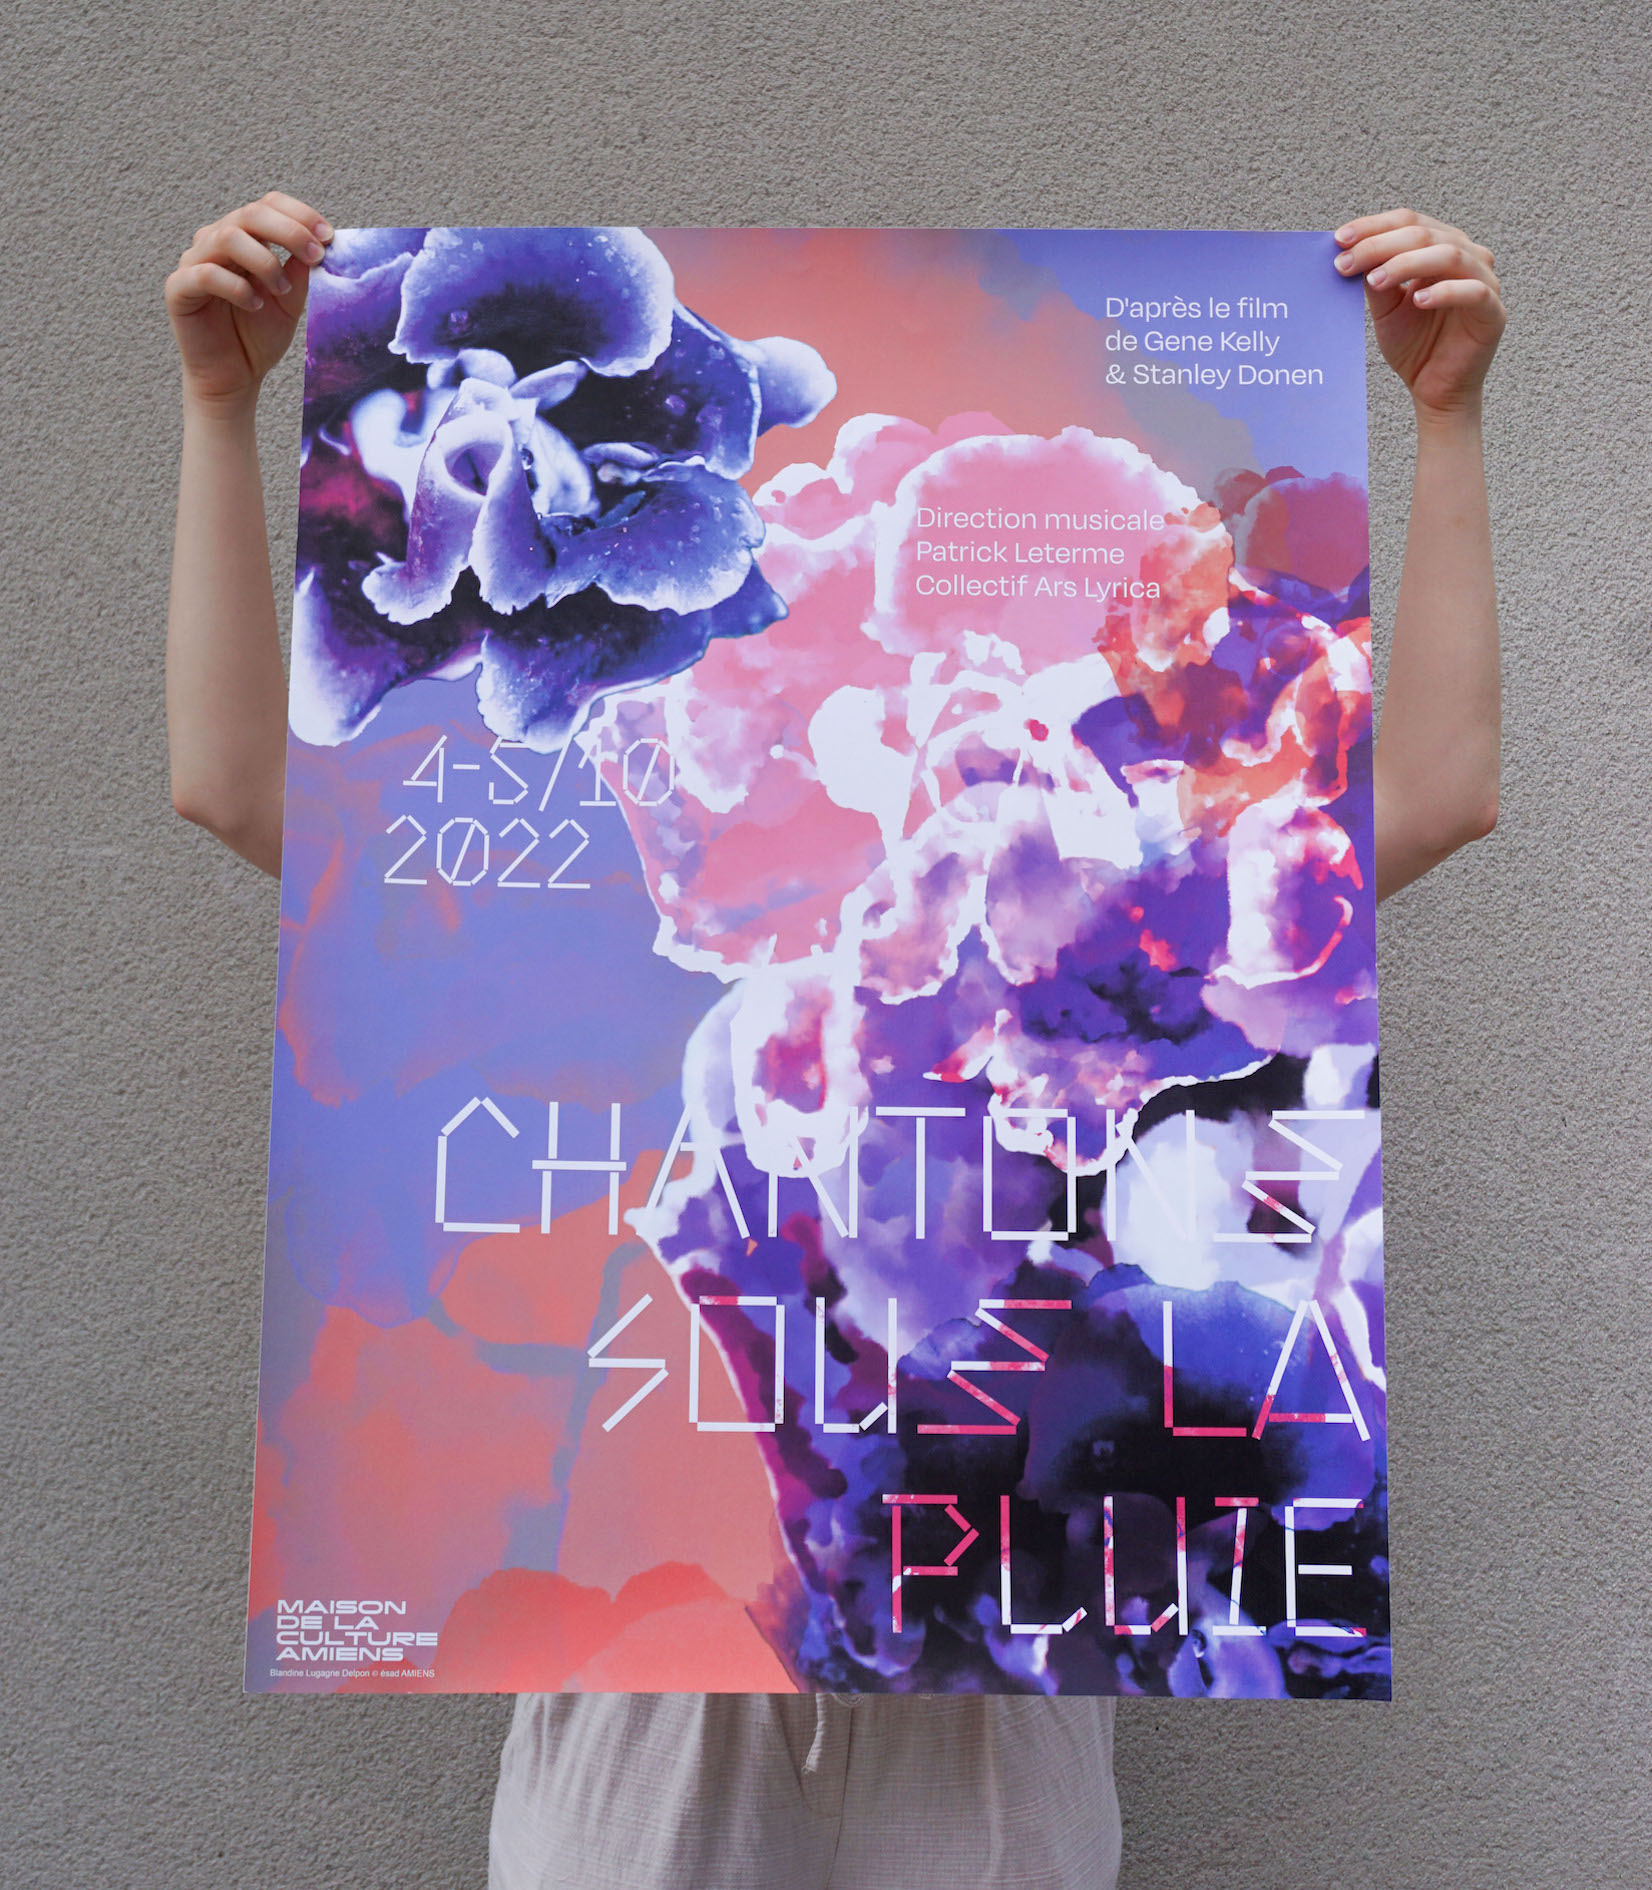 D'après le film
de Gene Kelly
& Stanley Donen
Direction musicale
Patrick Leterme
Collectif Ars Lyrica
4-5/10
2022
CHANTONS
SOUS LA
PLUIE
MAISON
DE LA
CULTURE
AMIENS
Blandine Lugagne Delpon © ésad AMIENS